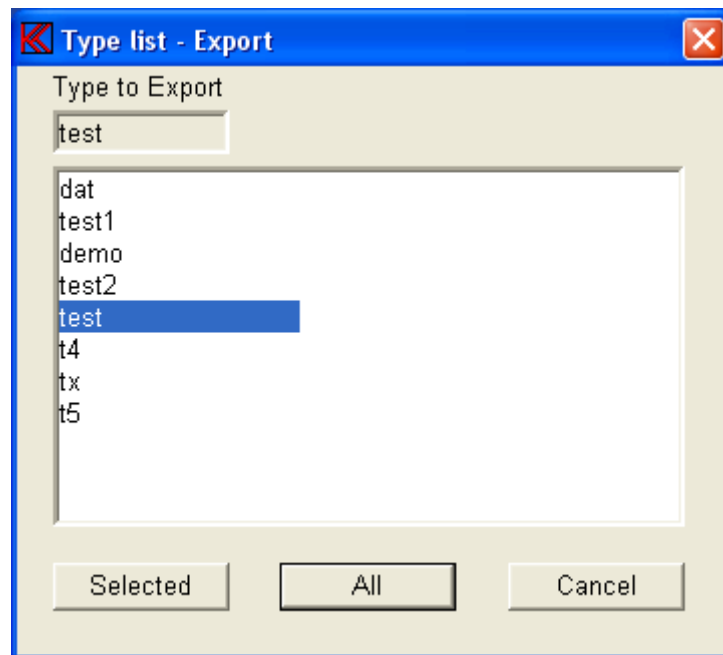 Type list - Export
Type to Export
test
dat
test1
demo
test2
test
t4
tx
t5
Selected All Cancel